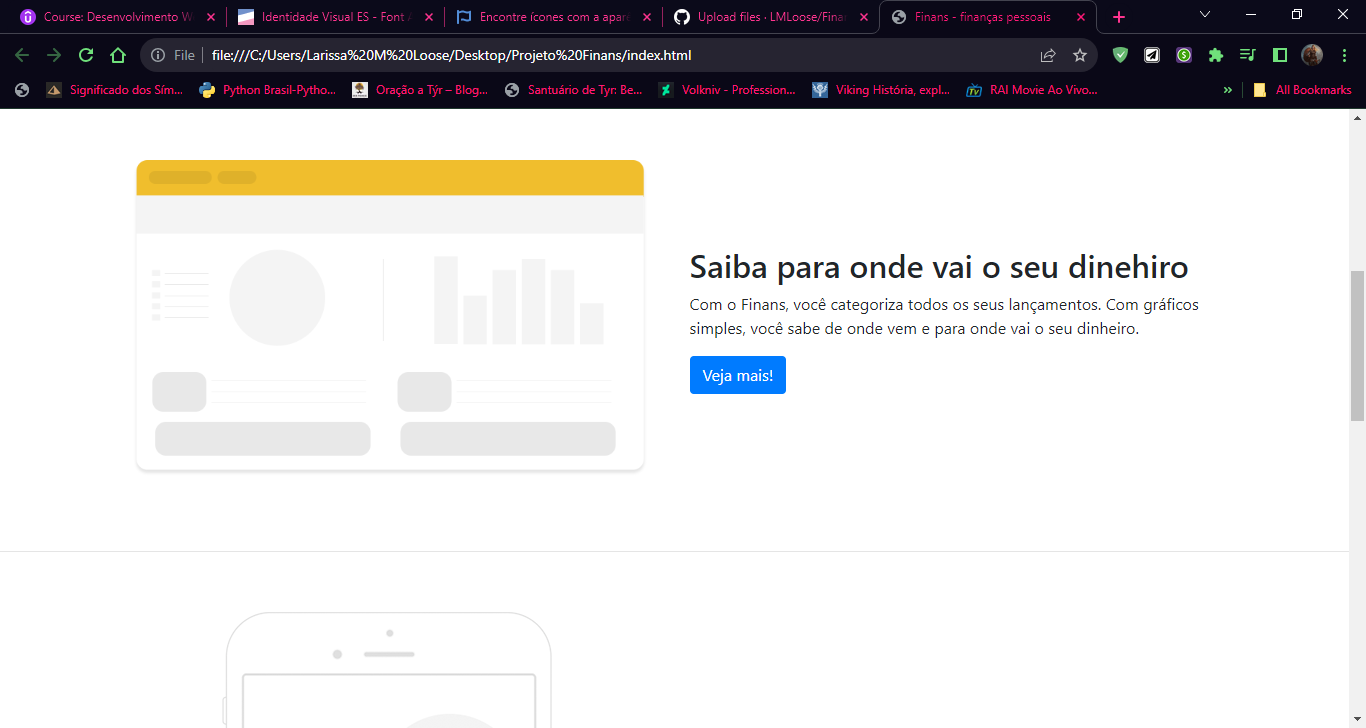 Course: Desenvolvimento W
Identidade Visual ES - Font A
Encontre ícones com a apar
Upload files · LMLoose/Finan
Finans - finanças pessoais
File
file:///C:/Users/Larissa%20M%20Loose/Desktop/Projeto%20Finans/index.html
Significado dos Sím...
Python Brasil-Pytho...
Oração a Týr – Blog...
Santuário de Tyr: Be...
Volkniv - Profession...
Viking História, expl...
RAI Movie Ao Vivo...
»
All Bookmarks
Saiba para onde vai o seu dinehiro
Com o Finans, você categoriza todos os seus lançamentos. Com gráficos
simples, você sabe de onde vem e para onde vai o seu dinheiro.
Veja mais!